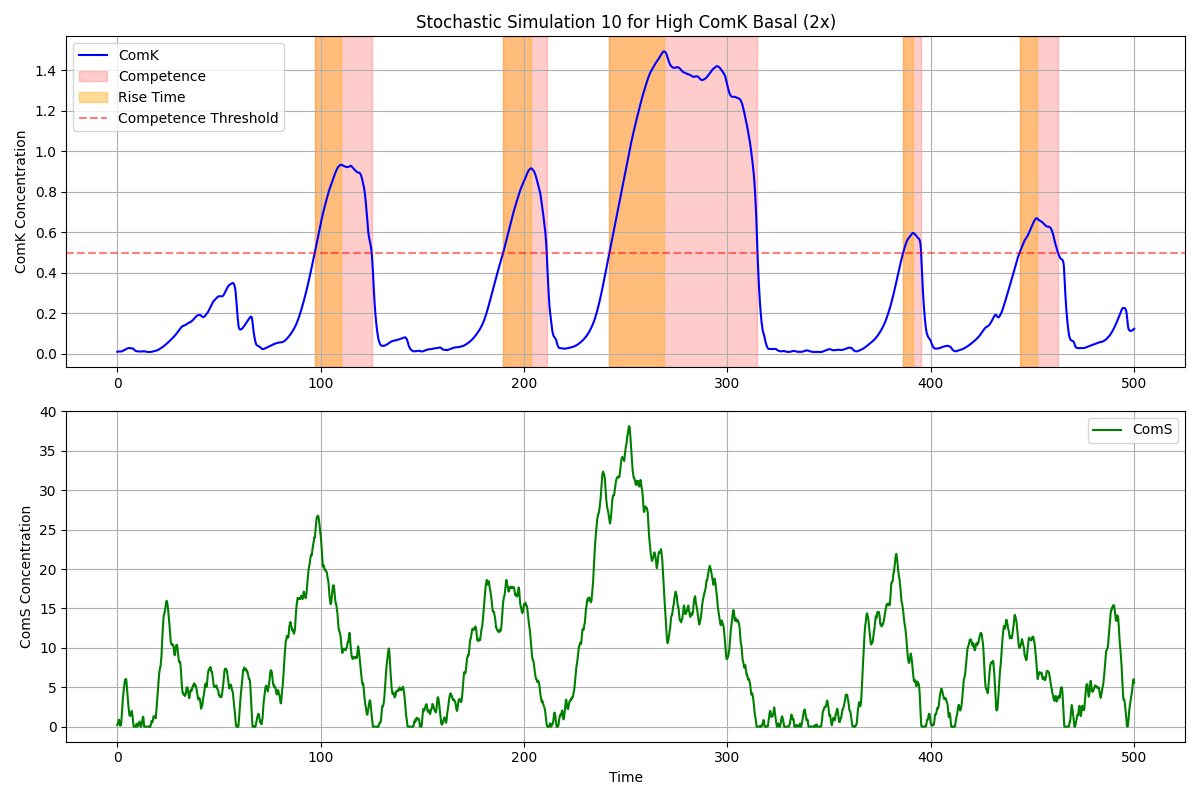 Stochastic Simulation 10 for High ComK Basal (2x)
ComK Concentration
1.4
1.2
1.0
0.8
0.6
0.4
0.2
0.0
ComK
Competence
Rise Time
Competence Threshold
0 100 200 300 400 500
ComS Concentration
40
35
30
25
20
15
10
5
0
ComS
0 100 200 300 400 500
Time